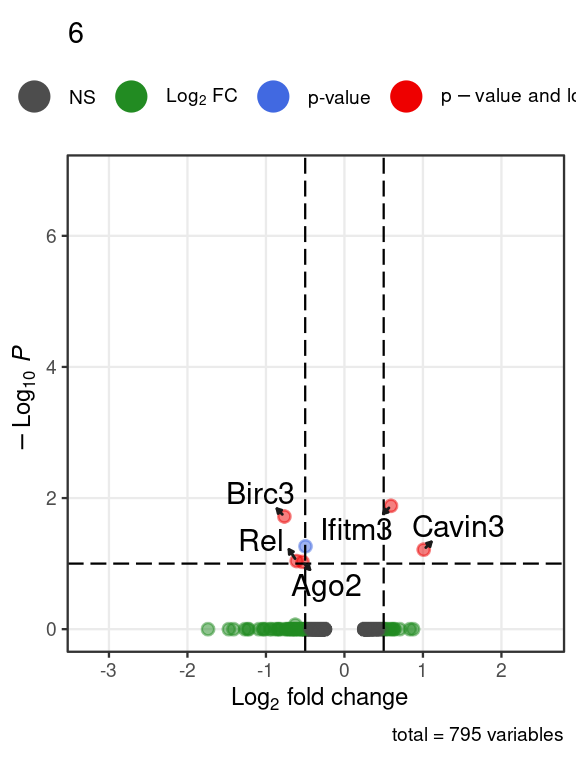 6
NS Log₂ FC p-value p − value and lo
− Log₁₀ P
6
4
2
0
Birc3
Rel
Ifitm3
Cavin3
Ago2
-3 -2 -1 0 1 2
Log₂ fold change
total = 795 variables